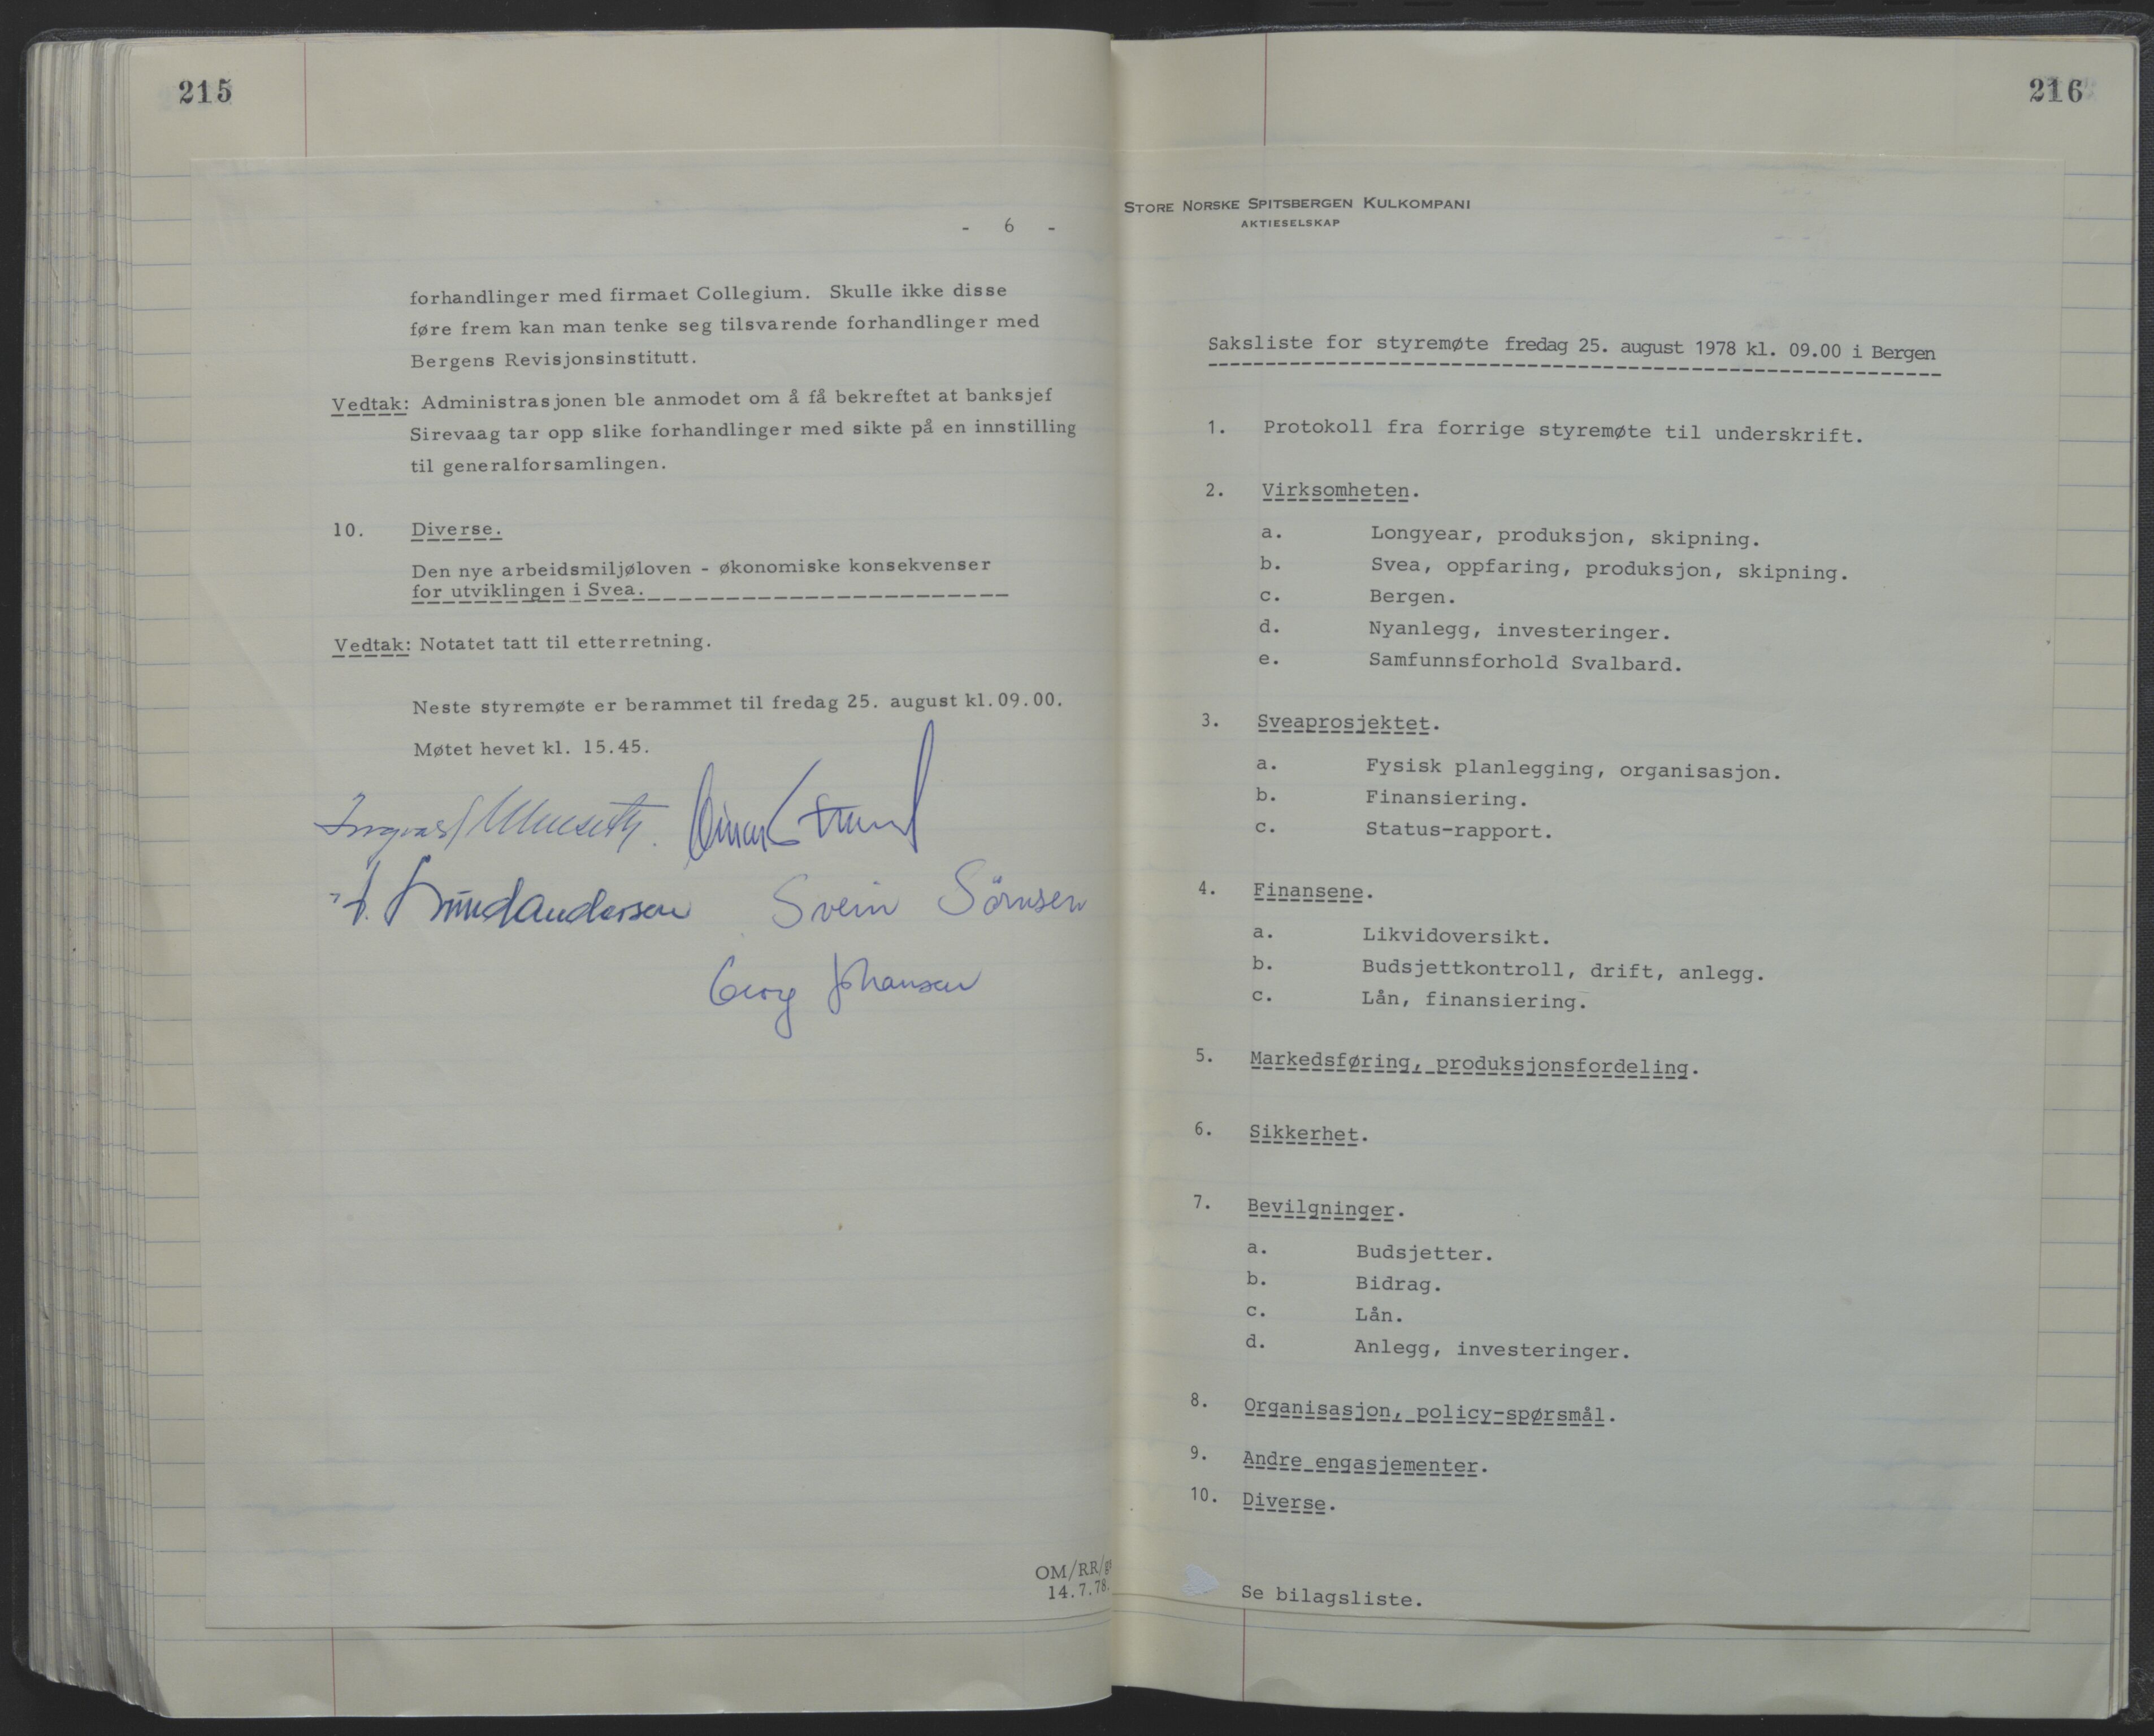 215
- 6 -
forhandlinger med firmaet Collegium. Skulle ikke disse
føre frem kan man tenke seg tilsvarende forhandlinger med
Bergens Revisjonsinstitutt.
Vedtak: Administrasjonen ble anmodet om å få bekreftet at banksjef
Sirevaag tar opp slike forhandlinger med sikte på en innstilling
til generalforsamlingen.
10. Diverse.
Den nye arbeidsmiljøloven - økonomiske konsekvenser
for utviklingen i Svea.
Vedtak: Notatet tatt til etterretning.
Neste styremøte er berammet til fredag 25. august kl. 09.00.
Møtet hevet kl. 15.45.
Svein Sörnsen
Georg Johansen
OM/RR/
14.7.78.
216
STORE NORSKE SPITSBERGEN KULKOMPANI
AKTIESELSKAP
Saksliste for styremøte fredag 25. august 1978 kl. 09.00 i Bergen
1. Protokoll fra forrige styremøte til underskrift.
2. Virksomheten.
a. Longyear, produksjon, skipning.
b. Svea, oppfaring, produksjon, skipning.
c. Bergen.
d. Nyanlegg, investeringer.
e. Samfunnsforhold Svalbard.
3. Sveaprosjektet.
a. Fysisk planlegging, organisasjon.
b. Finansiering.
c. Status-rapport.
4. Finansene.
a. Likvidoversikt.
b. Budsjettkontroll, drift, anlegg.
c. Lån, finansiering.
5. Markedsføring, produksjonsfordeling.
6. Sikkerhet.
7. Bevilgninger.
a. Budsjetter.
b. Bidrag.
c. Lån.
d. Anlegg, investeringer.
8. Organisasjon, policy-spørsmål.
9. Andre engasjementer.
10. Diverse.
Se bilagsliste.